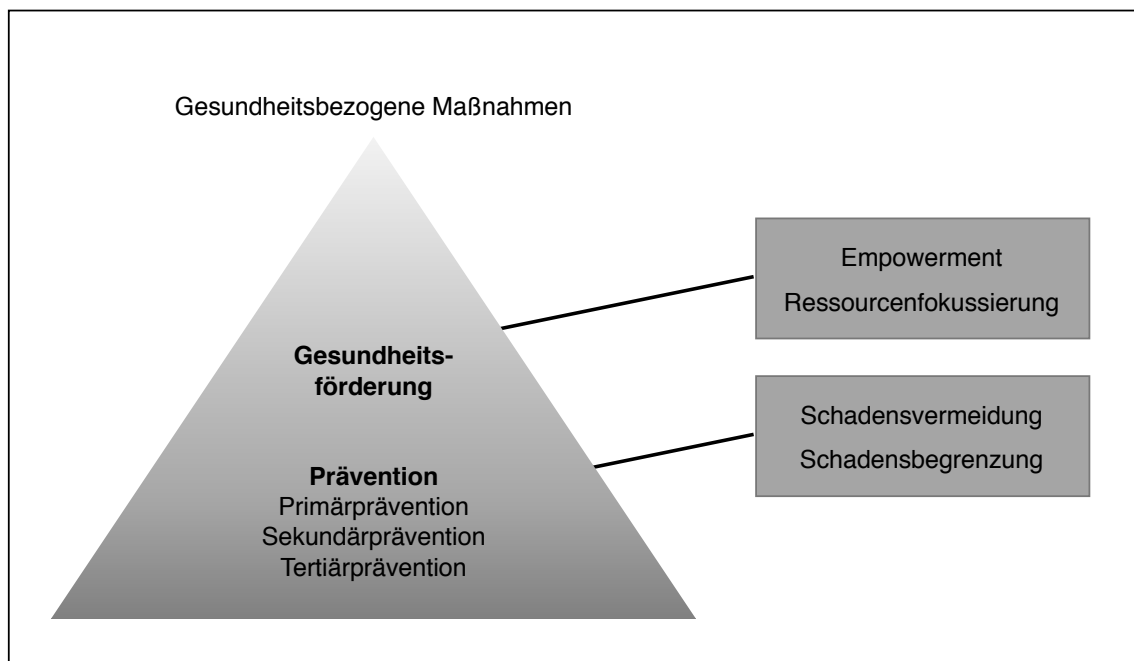 Gesundheitsbezogene Maßnahmen
Empowerment
Ressourcenfokussierung
Gesundheits-
förderung
Schadensvermeidung
Schadensbegrenzung
Prävention
Primärprävention
Sekundärprävention
Tertiärprävention